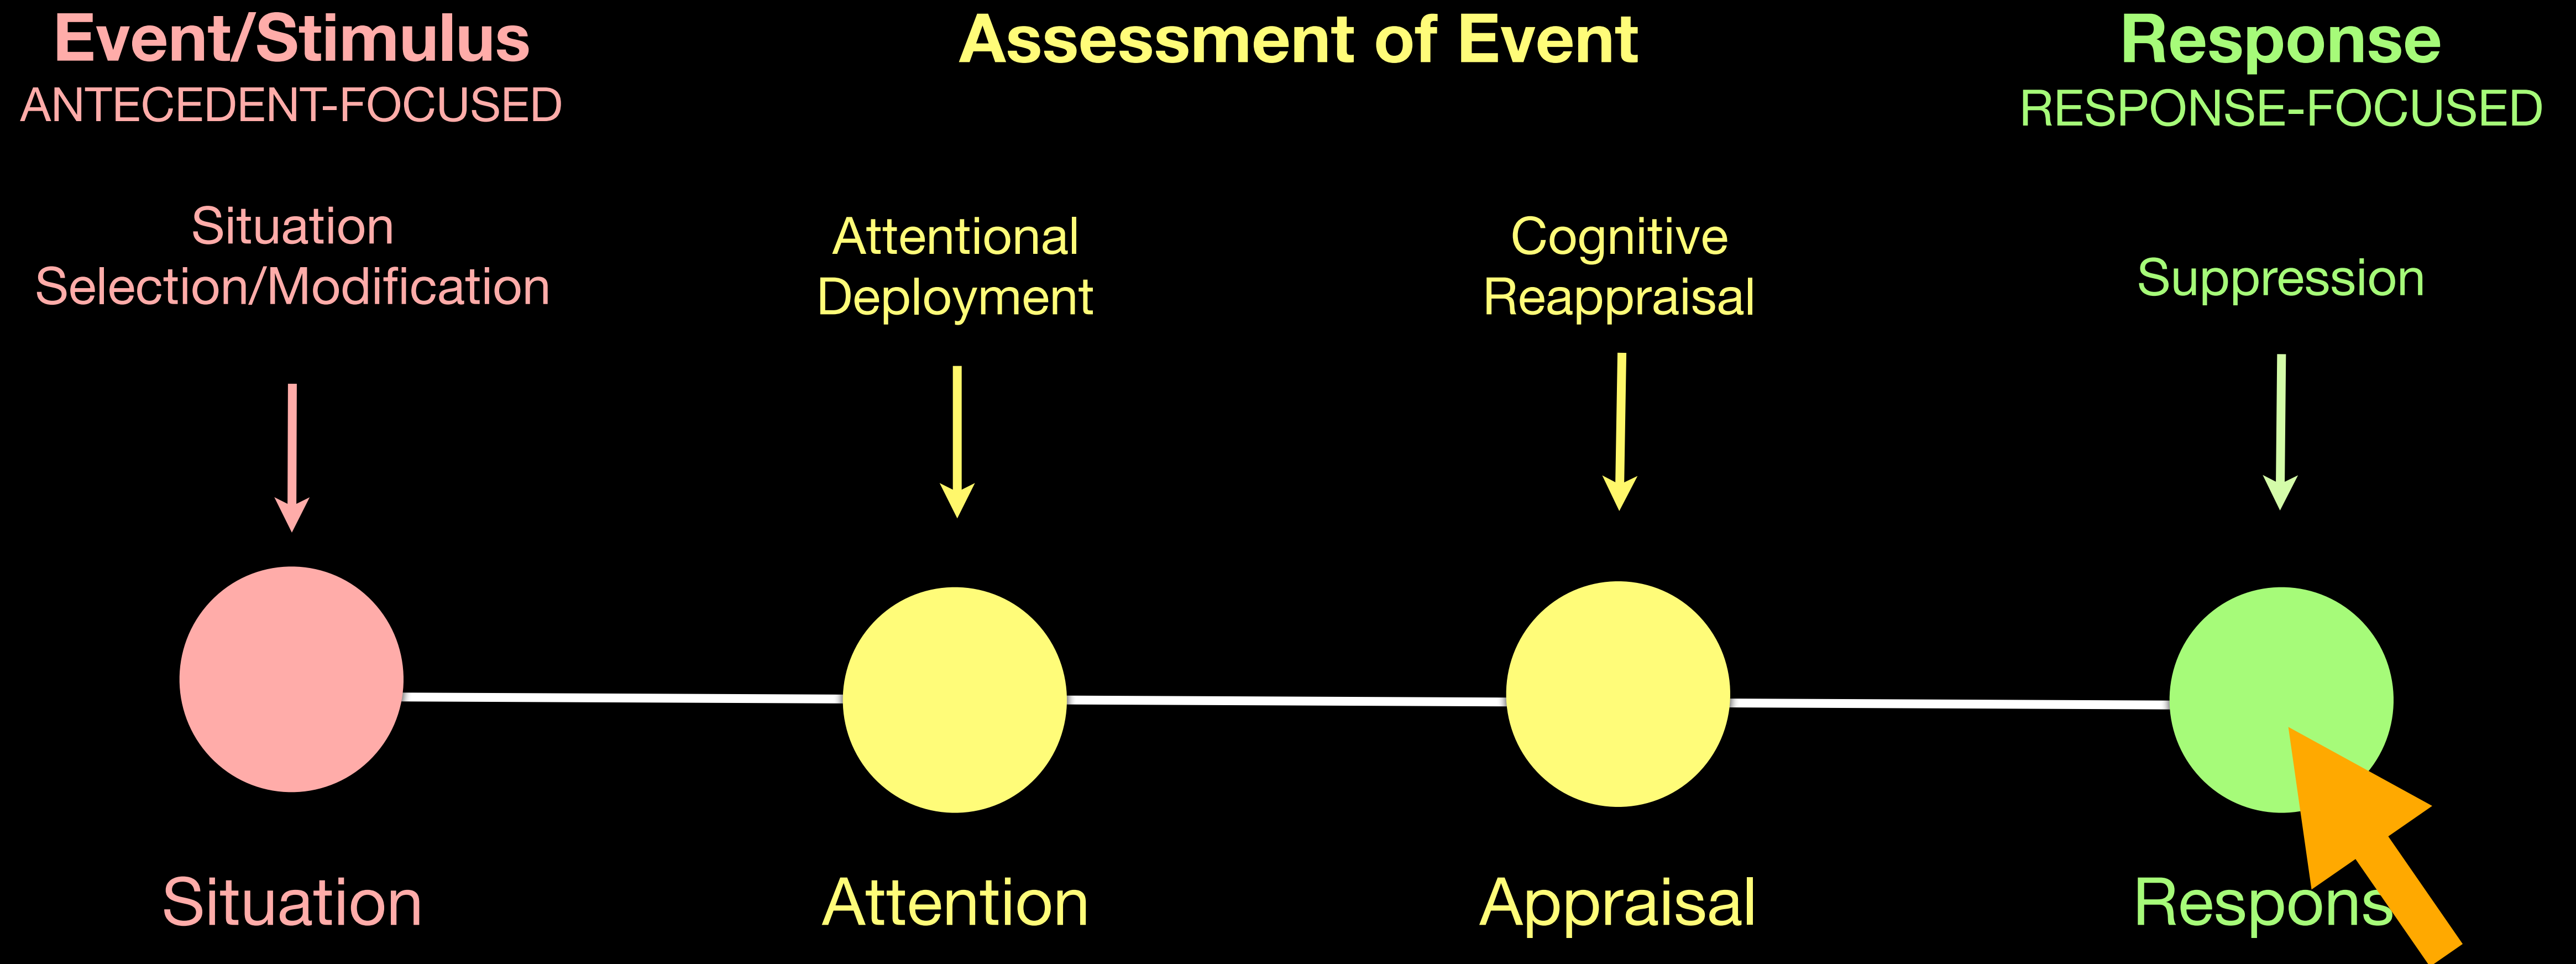 Event/Stimulus
ANTECEDENT-FOCUSED
Assessment of Event
Response
RESPONSE-FOCUSED
Situation
Selection/Modification
Attentional
Deployment
Cognitive
Reappraisal
Suppression
Situation
Attention
Appraisal
Respons